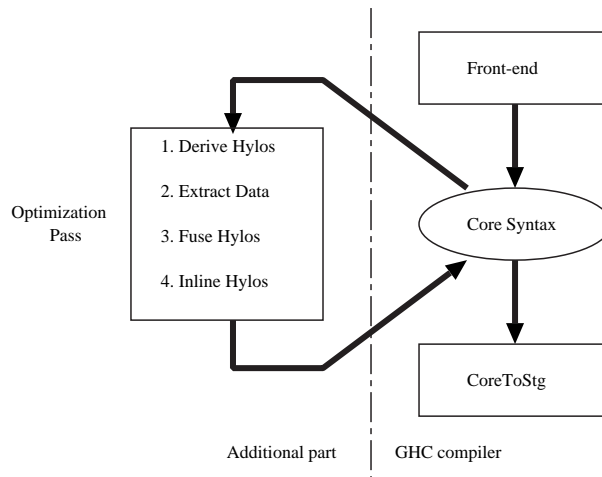 Front-end
1. Derive Hylos
2. Extract Data
3. Fuse Hylos
4. Inline Hylos
Optimization
Pass
Core Syntax
CoreToStg
Additional part
GHC compiler